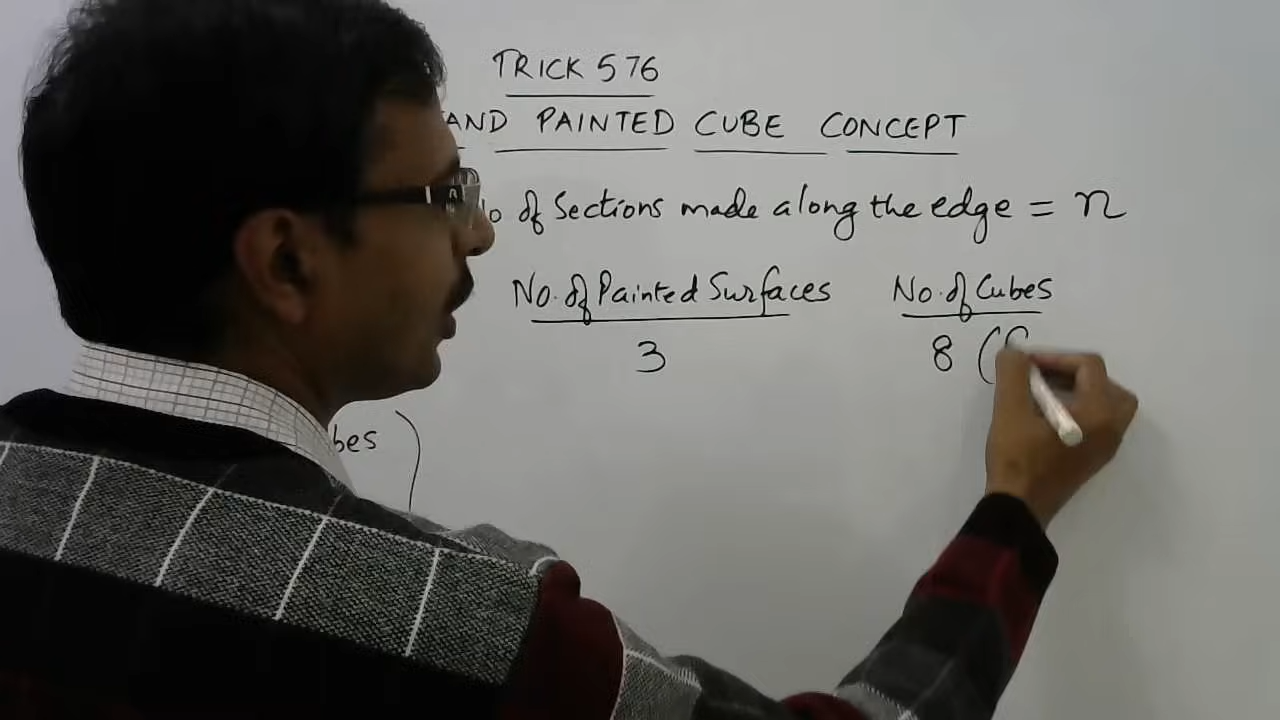 TRICK 576
AND PAINTED CUBE CONCEPT
of Sections made along the edge = n
No. of Painted Surfaces No. of Cubes
3 8 (